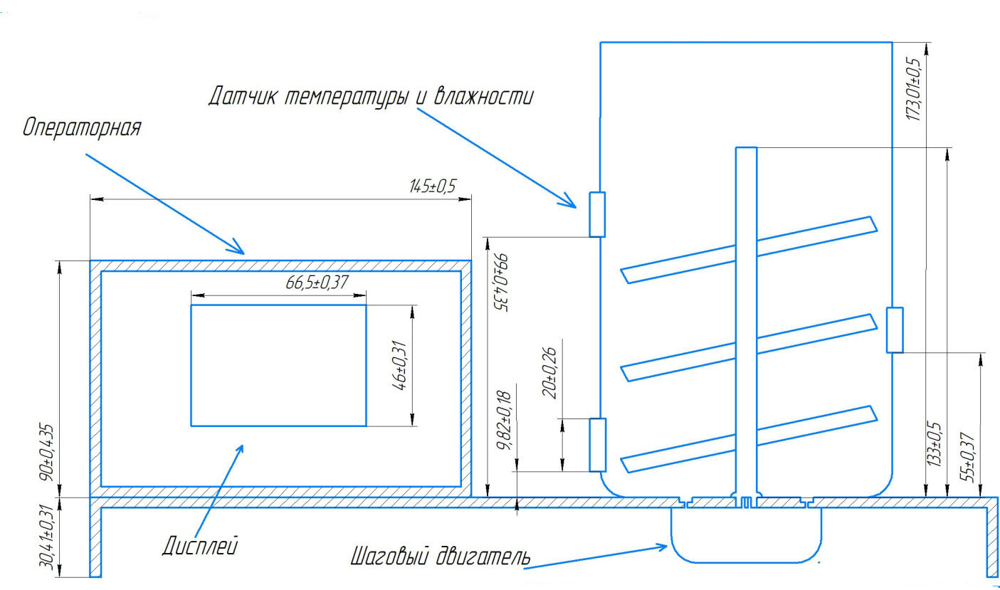 Датчик температуры и влажности
Операторная
173,01±0,5
145±0,5
99±0,435
66,5±0,37
46±0,31
20±0,26
9,82±0,18
90±0,435
133±0,5
55±0,37
30,41±0,31
Дисплей
Шаговый двигатель